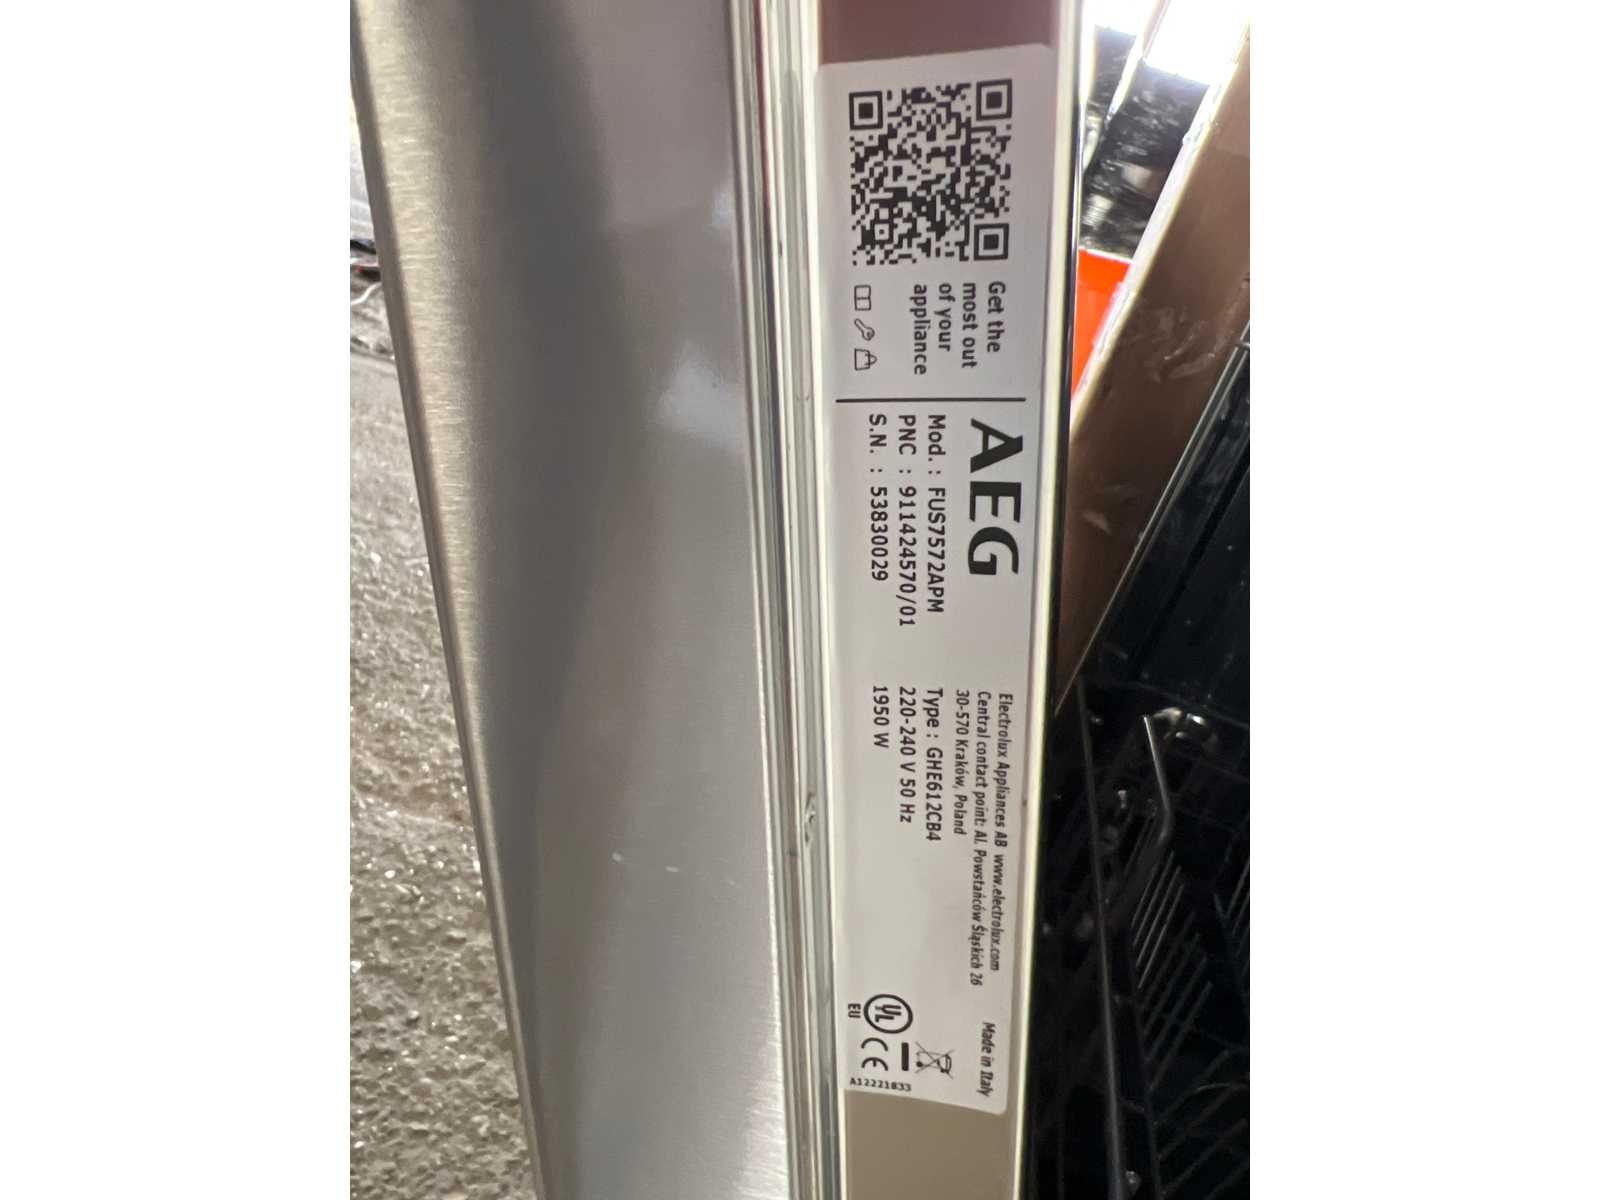 Get the
most out
of your
appliance
AEG
Mod. : FUS7572APM
PNC : 911424570/01
S.N. : 53830029
Electrolux Appliances AB www.electrolux.com
Central contact point: Al. Powstańców Śląskich 26
30-570 Kraków, Poland
Type : GHE612CB4
220-240 V 50 Hz
1950 W
Made in Italy
UL
EU
CE
A12221833